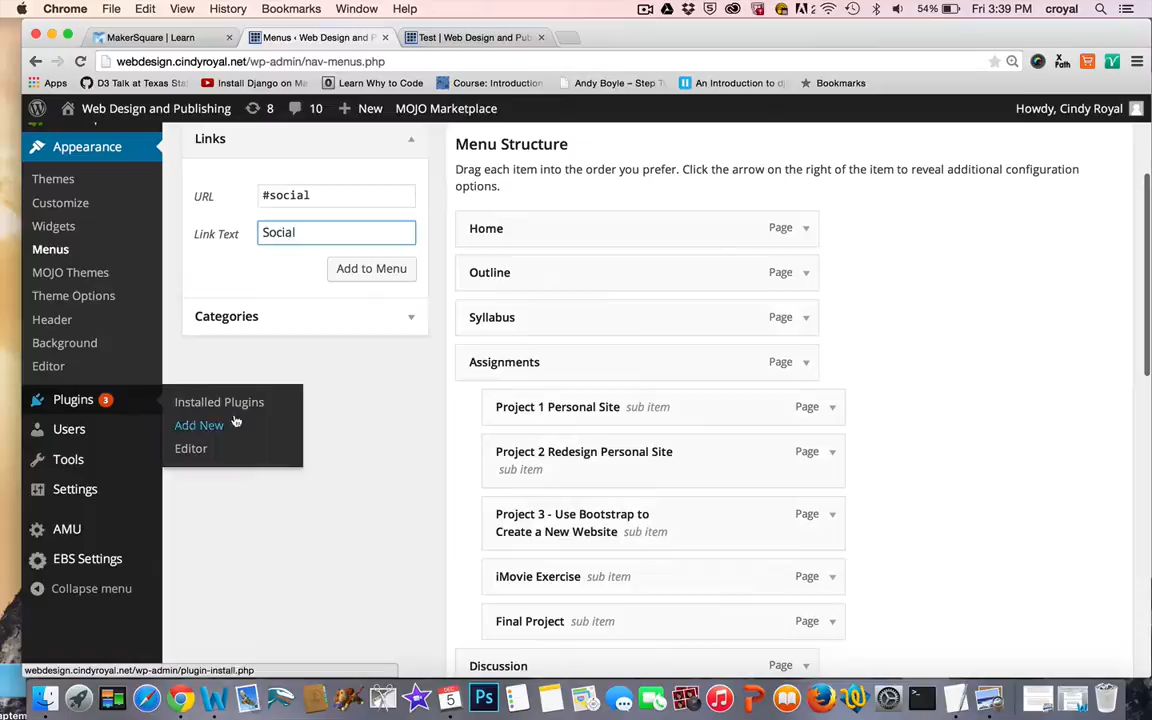 Chrome File Edit View History Bookmarks Window Help 54% Fri 3:39 PM croyal
MakerSquare | Learn Menus ‹ Web Design and P Test | Web Design and Pub
webdesign.cindyroyal.net/wp-admin/nav-menus.php
Apps D3 Talk at Texas Sta Install Django on Learn Why to Code Course: Introduction Andy Boyle – Step An Introduction to Bookmarks
Web Design and Publishing 8 10 New MOJO Marketplace Howdy, Cindy Royal
Appearance
Themes
Customize
Widgets
Menus
MOJO Themes
Theme Options
Header
Background
Editor
Plugins 3
Users
Tools
Settings
AMU
EBS Settings
Collapse menu
Installed Plugins
Add New
Editor
Links
URL #social
Link Text Social
Add to Menu
Categories
Menu Structure
Drag each item into the order you prefer. Click the arrow on the right of the item to reveal additional configuration
options.
Home Page
Outline Page
Syllabus Page
Assignments Page
Project 1 Personal Site sub item Page
Project 2 Redesign Personal Site Page
sub item
Project 3 - Use Bootstrap to Page
Create a New Website sub item
iMovie Exercise sub item Page
Final Project sub item Page
Discussion Page
webdesign.cindyroyal.net/wp-admin/plugin-install.php